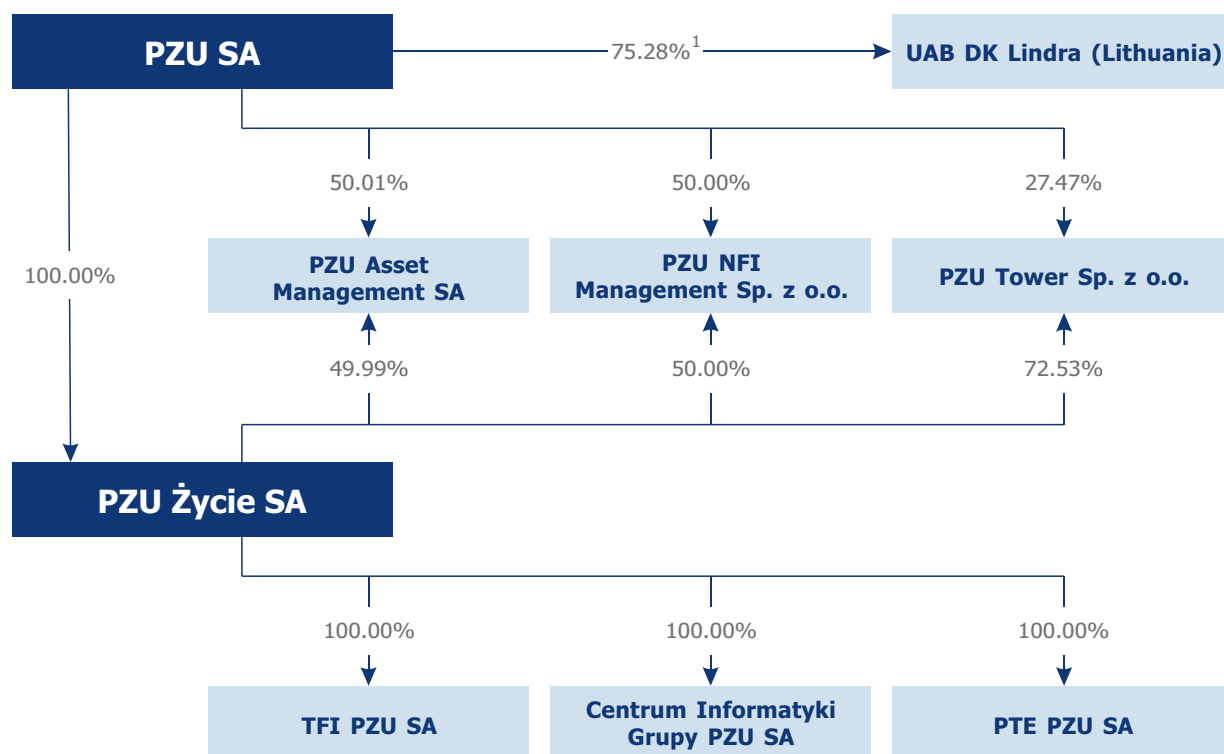 PZU SA
75.28%1
UAB DK Lindra (Lithuania)
50.01%
50.00%
27.47%
100.00%
PZU Asset
Management SA
PZU NFI
Management Sp. z o.o.
PZU Tower Sp. z o.o.
49.99%
50.00%
72.53%
PZU Życie SA
100.00%
100.00%
100.00%
TFI PZU SA
Centrum Informatyki
Grupy PZU SA
PTE PZU SA